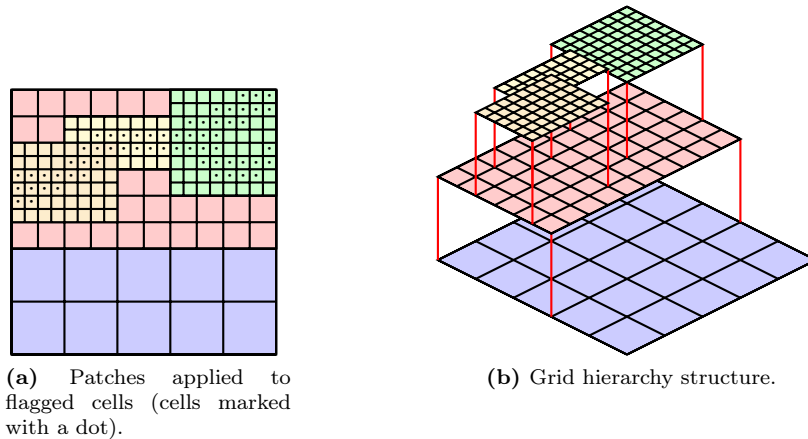 (a) Patches applied to
flagged cells (cells marked
with a dot).
(b) Grid hierarchy structure.